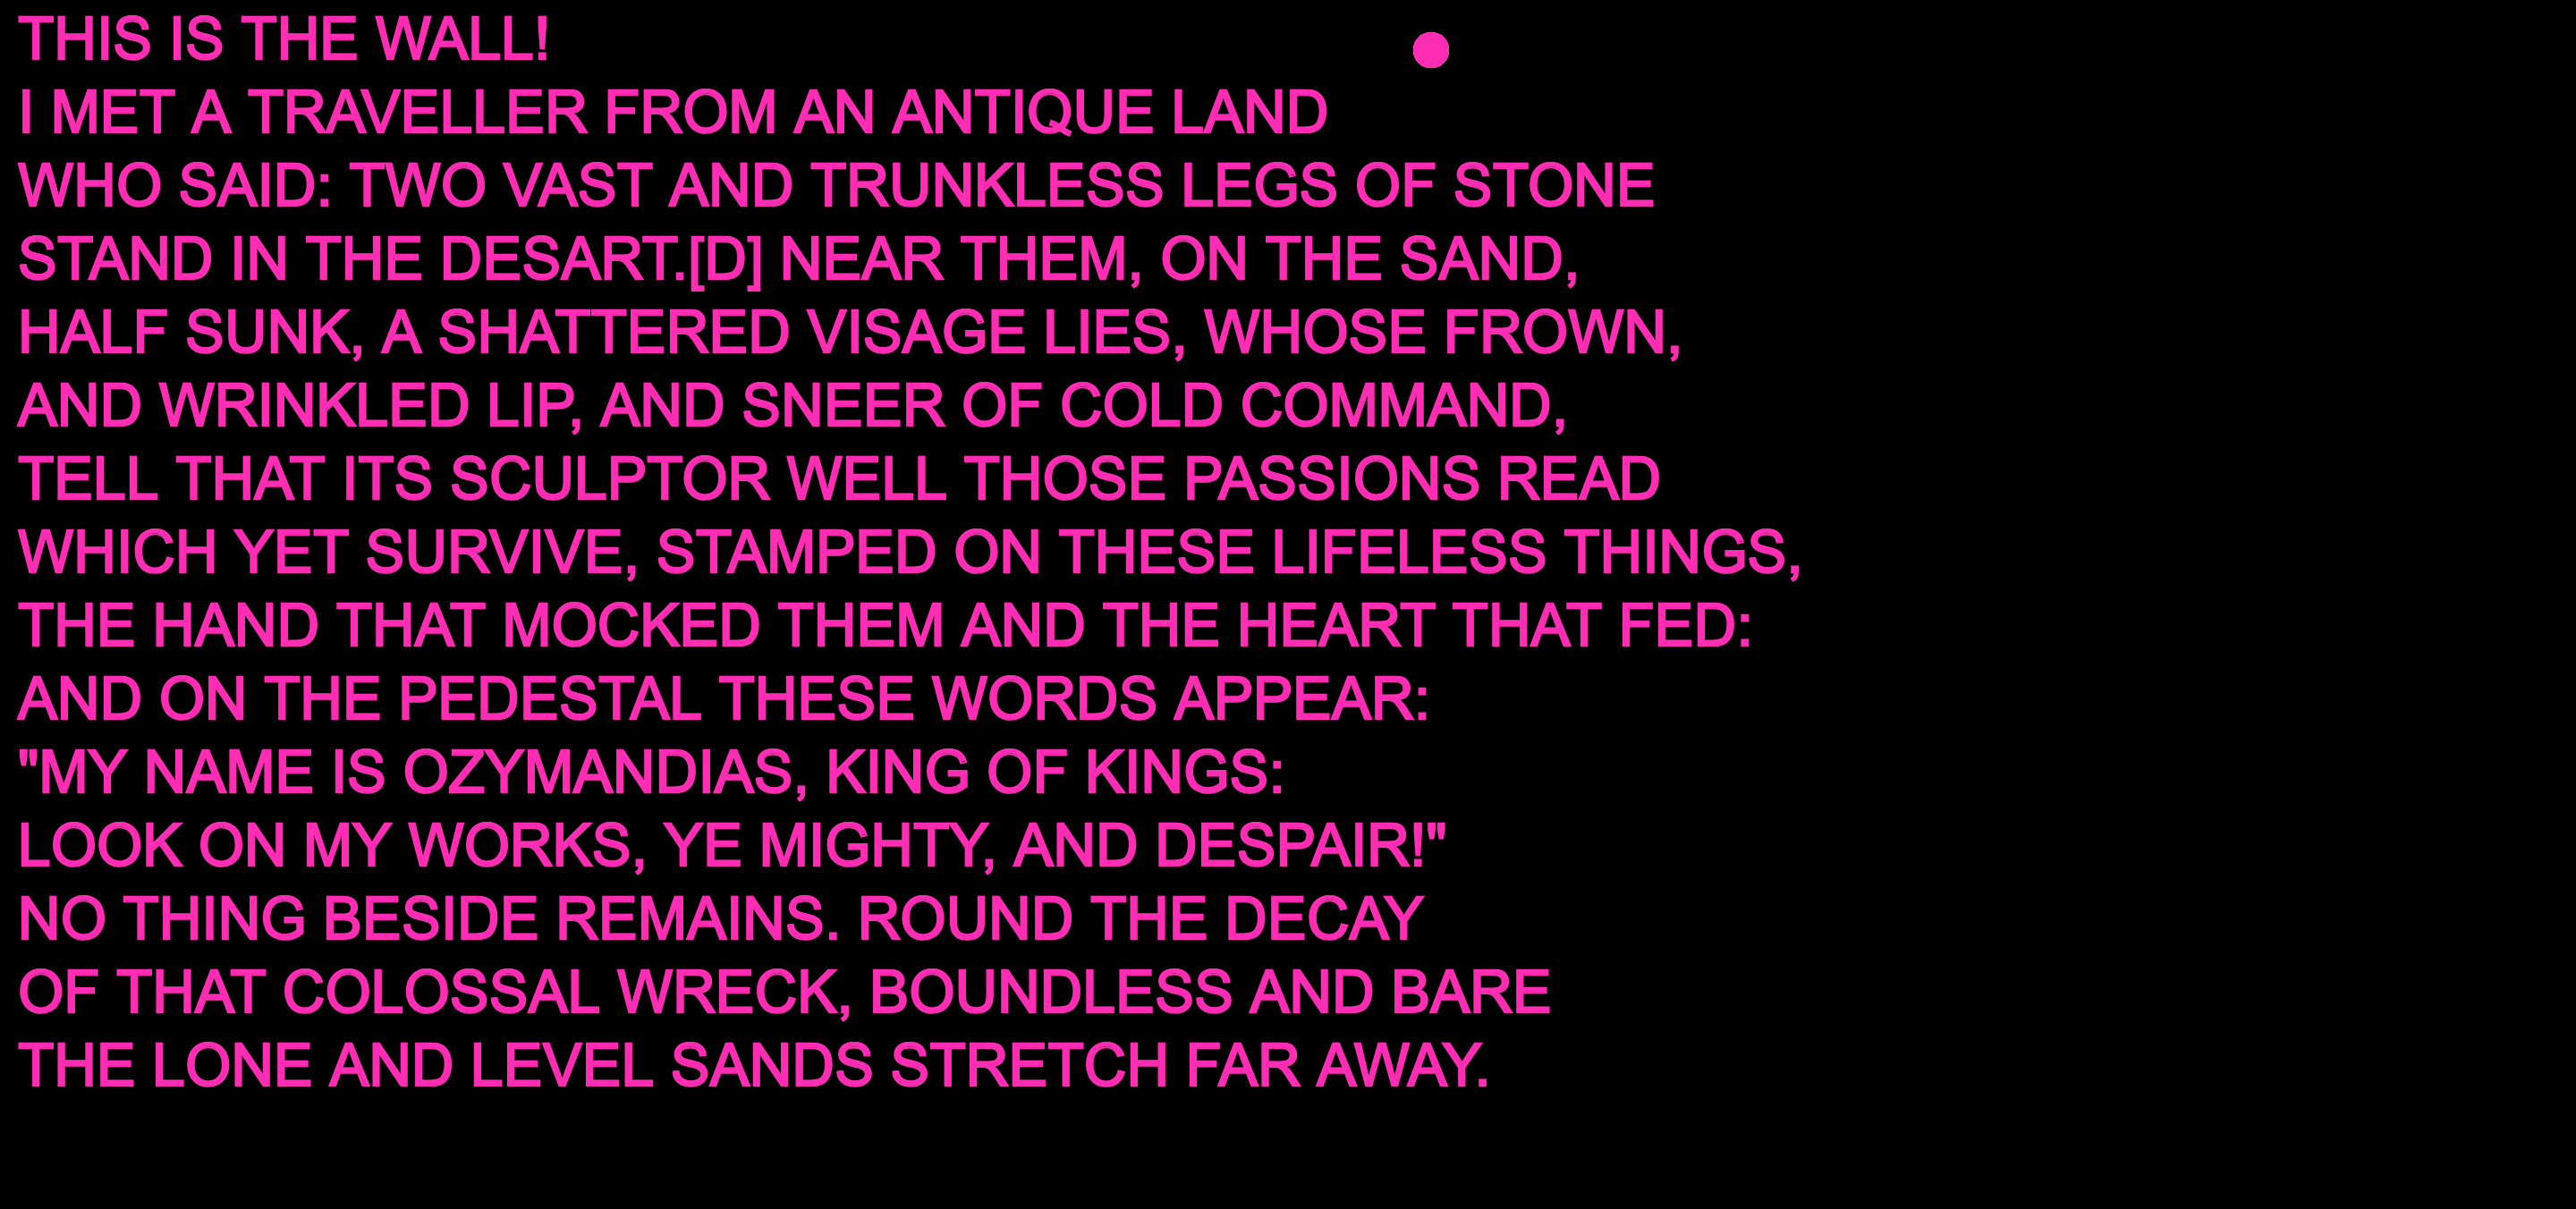 THIS IS THE WALL!
I MET A TRAVELLER FROM AN ANTIQUE LAND
WHO SAID: TWO VAST AND TRUNKLESS LEGS OF STONE
STAND IN THE DESART.[D] NEAR THEM, ON THE SAND,
HALF SUNK, A SHATTERED VISAGE LIES, WHOSE FROWN,
AND WRINKLED LIP, AND SNEER OF COLD COMMAND,
TELL THAT ITS SCULPTOR WELL THOSE PASSIONS READ
WHICH YET SURVIVE, STAMPED ON THESE LIFELESS THINGS,
THE HAND THAT MOCKED THEM AND THE HEART THAT FED:
AND ON THE PEDESTAL THESE WORDS APPEAR:
"MY NAME IS OZYMANDIAS, KING OF KINGS:
LOOK ON MY WORKS, YE MIGHTY, AND DESPAIR!"
NO THING BESIDE REMAINS. ROUND THE DECAY
OF THAT COLOSSAL WRECK, BOUNDLESS AND BARE
THE LONE AND LEVEL SANDS STRETCH FAR AWAY.